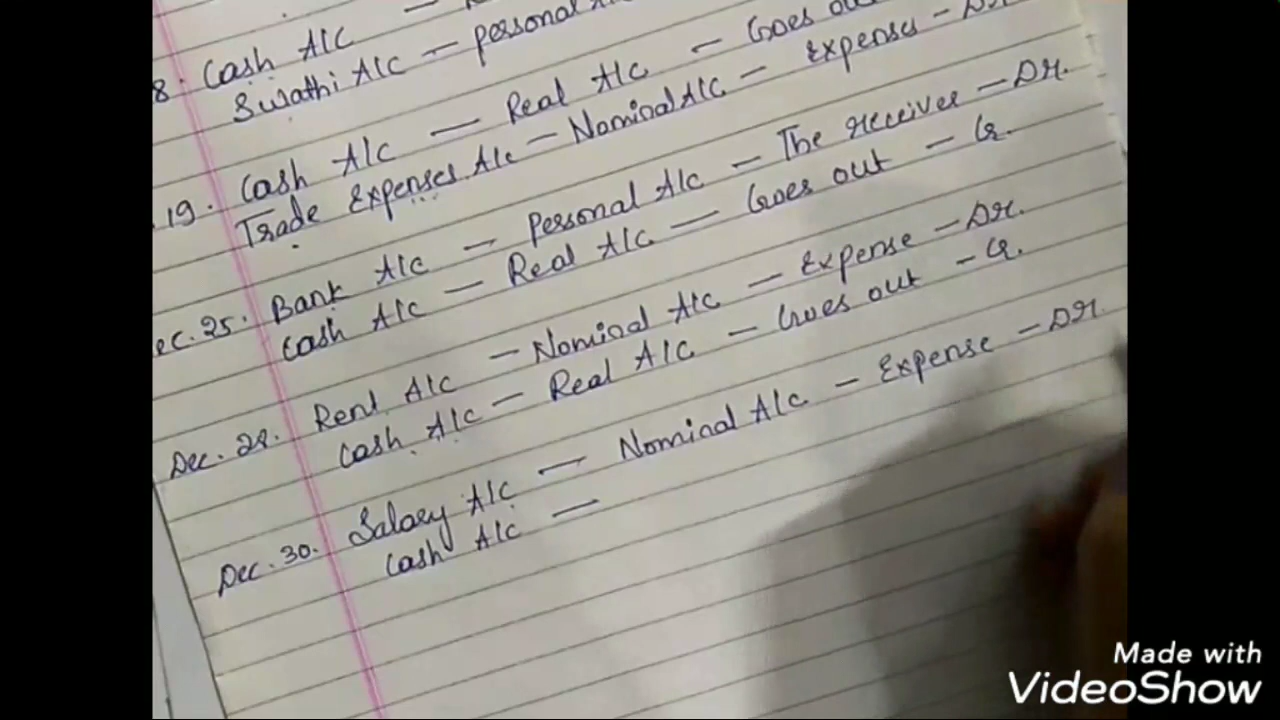 8. Cash A/c —
Swathi A/c — personal
19. Cash A/c — Real A/c — Goes out
Trade Expenses A/c — Nominal A/c — Expenses — Dr.
ec. 25. Bank A/c — Personal A/c — The receiver — Dr.
Cash A/c — Real A/c — Goes out — Cr.
Dec. 28. Rent A/c — Nominal A/c — Expense — Dr.
Cash A/c — Real A/c — Goes out — Cr.
Dec. 30. Salary A/c — Nominal A/c — Expense — Dr.
Cash A/c —
Made with
VideoShow